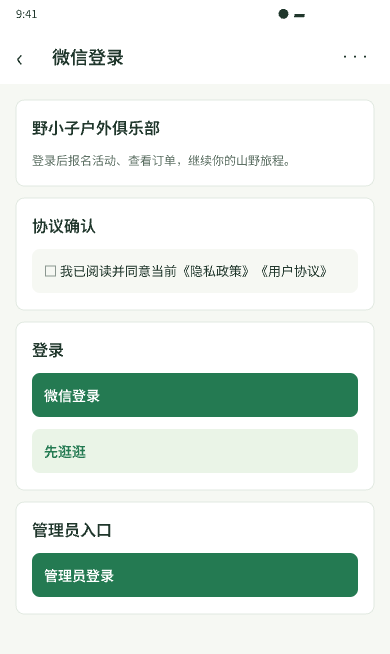 9:41
‹ 微信登录 ···
野小子户外俱乐部
登录后报名活动、查看订单，继续你的山野旅程。
协议确认
☐ 我已阅读并同意当前《隐私政策》《用户协议》
登录
微信登录
先逛逛
管理员入口
管理员登录